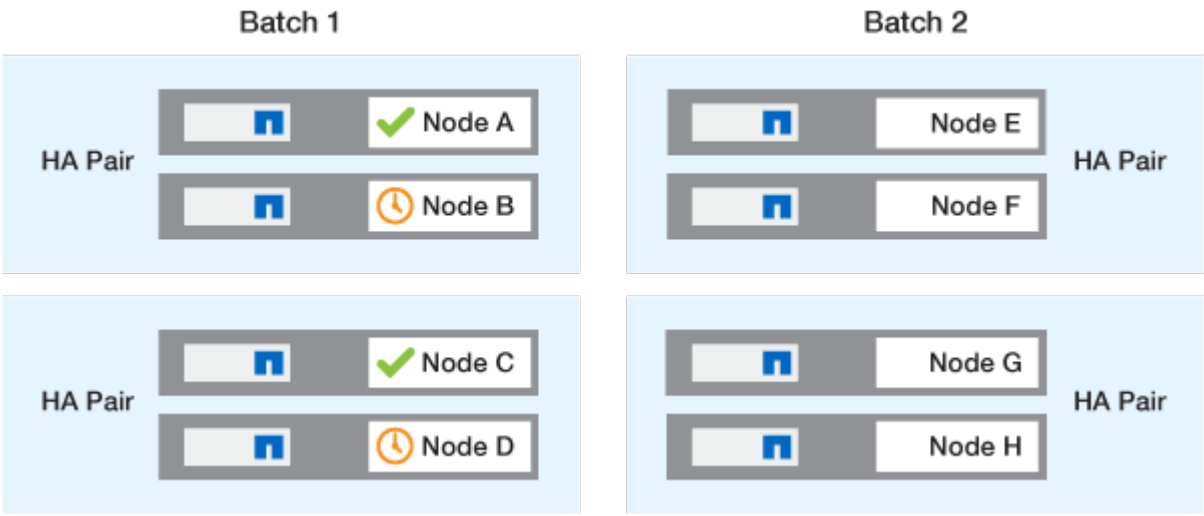 Batch 1
HA Pair
Node A
Node B
HA Pair
Node C
Node D
Batch 2
Node E
Node F
HA Pair
Node G
Node H
HA Pair